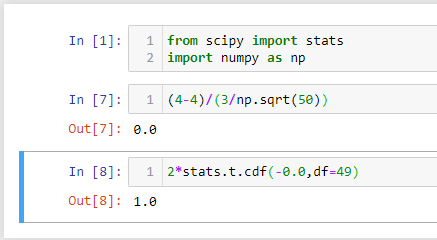 In [1]: 1 from scipy import stats
2 import numpy as np
In [7]: 1 (4-4)/(3/np.sqrt(50))
Out[7]: 0.0
In [8]: 1 2*stats.t.cdf(-0.0,df=49)
Out[8]: 1.0